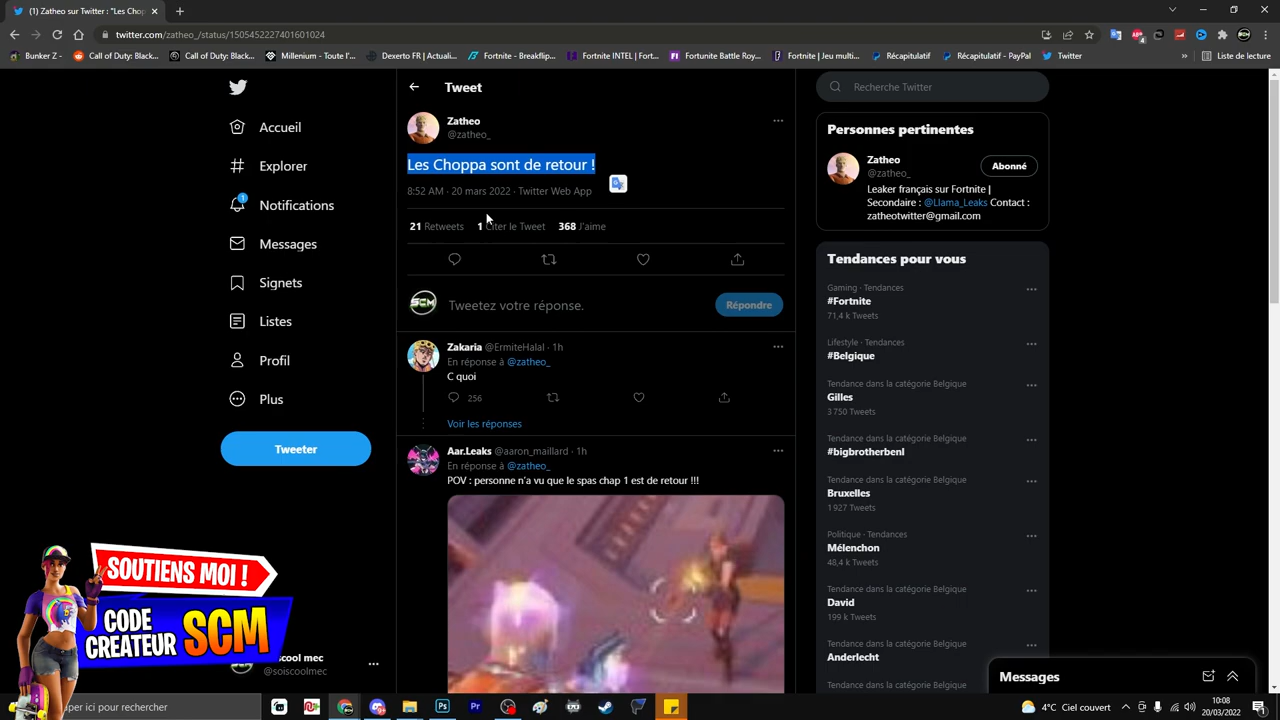 (1) Zatheo sur Twitter : "Les Chop
twitter.com/zatheo_/status/1505452227401601024
Bunker Z -
Call of Duty: Black...
Call of Duty: Black...
Millenium - Toute l'...
Dexerto FR | Actuali...
Fortnite - Breakflip...
Fortnite INTEL | Fort...
Fortunite Battle Roy...
Fortnite | Jeu multi...
Récapitulatif
Récapitulatif - PayPal
Twitter
»
Liste de lecture
Accueil
Explorer
1
Notifications
Messages
Signets
Listes
Profil
Plus
Tweeter
soiscool mec
@soiscoolmec
Tweet
Zatheo
@zatheo_
Les Choppa sont de retour !
8:52 AM · 20 mars 2022 · Twitter Web App
21 Retweets 1 Citer le Tweet 368 J'aime
SCM
Tweetez votre réponse.
Répondre
Zakaria @ErmiteHalal · 1h
En réponse à @zatheo_
C quoi
256
Voir les réponses
Aar.Leaks @aaron_maillard · 1h
En réponse à @zatheo_
POV : personne n'a vu que le spas chap 1 est de retour !!!
Recherche Twitter
Personnes pertinentes
Zatheo
@zatheo_
Abonné
Leaker français sur Fortnite |
Secondaire : @Llama_Leaks Contact :
zatheotwitter@gmail.com
Tendances pour vous
Gaming · Tendances
#Fortnite
71,4 k Tweets
Lifestyle · Tendances
#Belgique
Tendance dans la catégorie Belgique
Gilles
3 750 Tweets
Tendance dans la catégorie Belgique
#bigbrotherbenl
Tendance dans la catégorie Belgique
Bruxelles
1 927 Tweets
Politique · Tendances
Mélenchon
48,4 k Tweets
Tendance dans la catégorie Belgique
David
199 k Tweets
Tendance dans la catégorie Belgique
Anderlecht
Tendance dans la catégorie Belgique
Messages
SOUTIENS MOI !
CODE
CREATEUR SCM
per ici pour rechercher
4°C Ciel couvert
10:08
20/03/2022